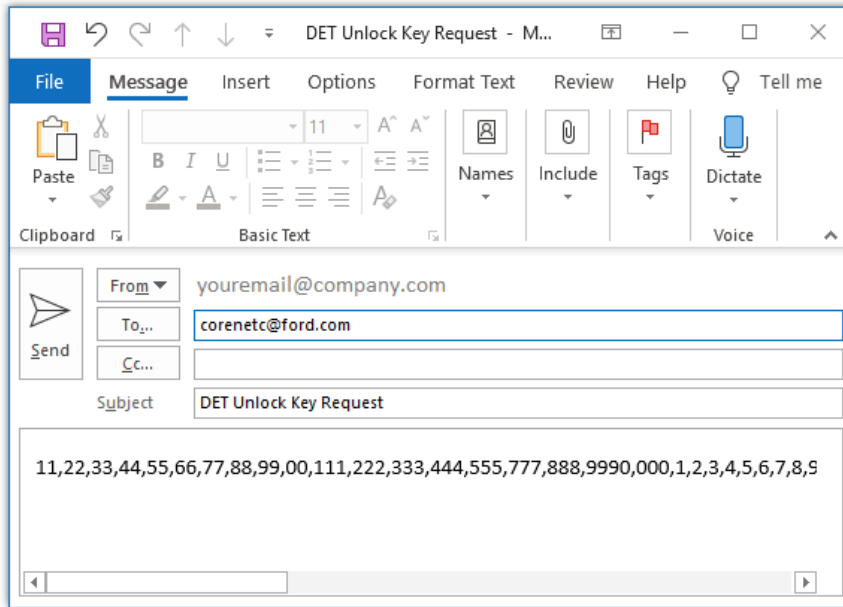 DET Unlock Key Request - M...
File Message Insert Options Format Text Review Help Tell me
11 A^ A˅
B I U
A A
Paste Names Include Tags Dictate
Clipboard Basic Text Voice
From youremail@company.com
To... corenetc@ford.com
Send
Cc...
Subject DET Unlock Key Request
11,22,33,44,55,66,77,88,99,00,111,222,333,444,555,777,888,9990,000,1,2,3,4,5,6,7,8,9